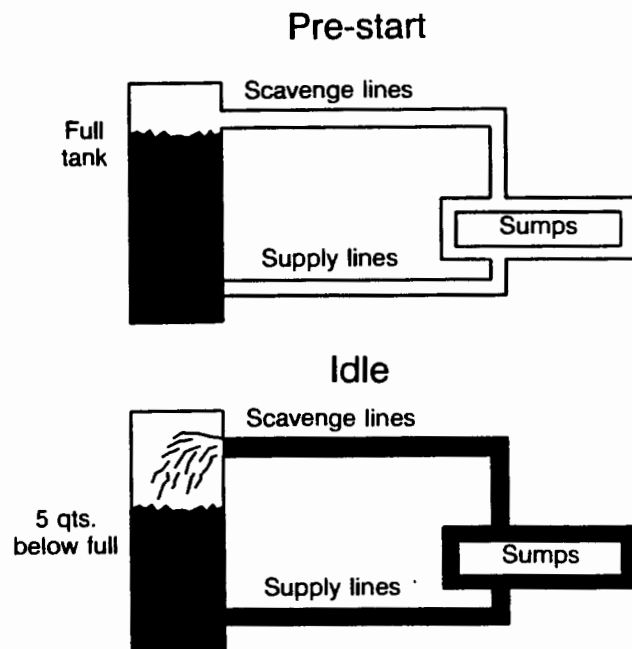 Pre-start
Scavenge lines
Full
tank
Sumps
Supply lines
Idle
Scavenge lines
5 qts.
below full
Sumps
Supply lines